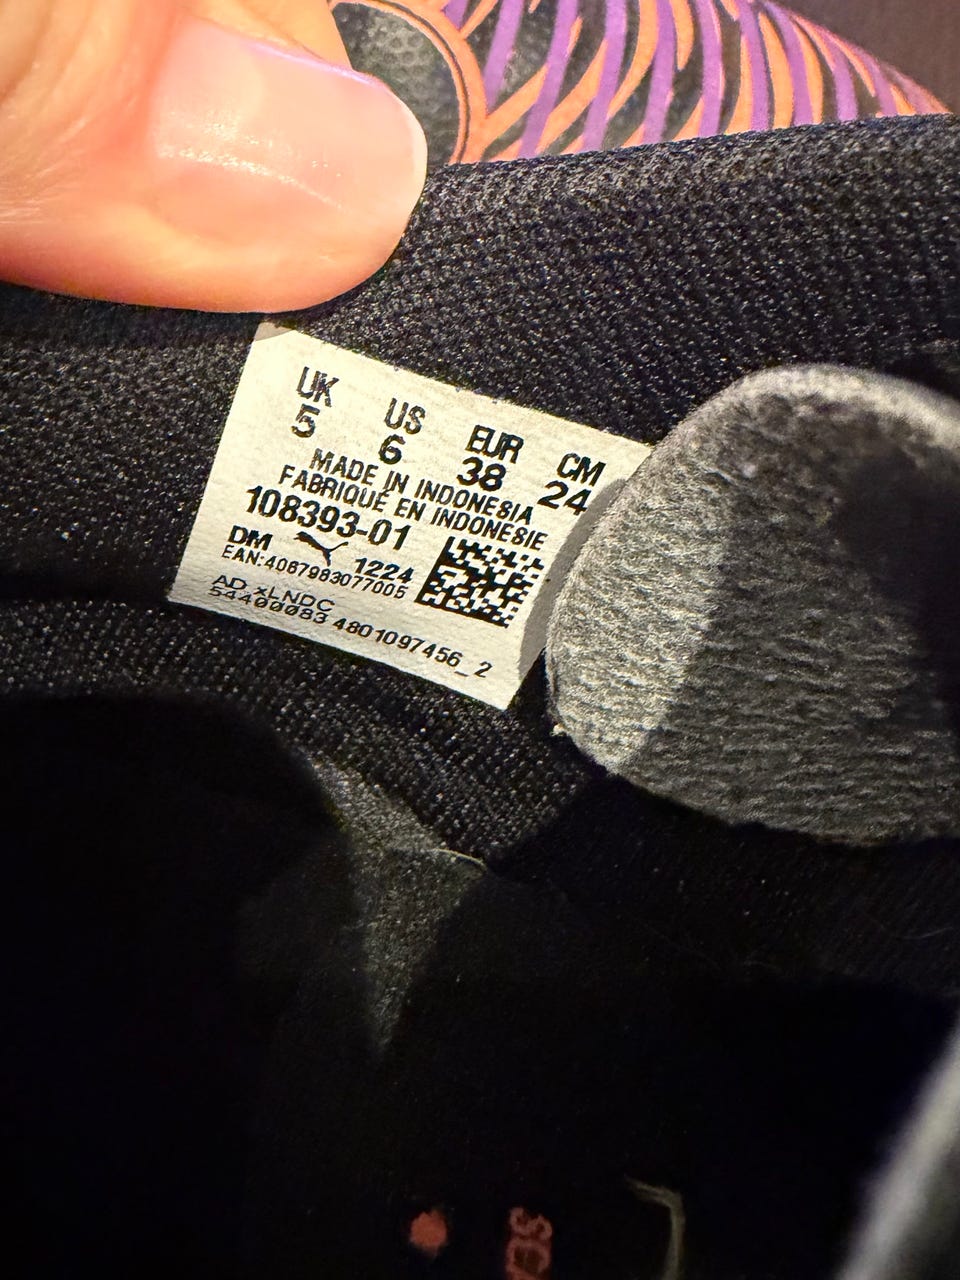 UK US EUR CM
5 6 38 24
MADE IN INDONESIA
FABRIQUÉ EN INDONESIE
108393-01
DM 1224
EAN:4067983077005
AD xLNDC
54400083 4801097456_2
SC